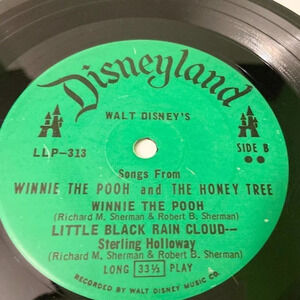 Disneyland
WALT DISNEY'S
LLP-313
SIDE B
Songs From
WINNIE THE POOH and THE HONEY TREE
WINNIE THE POOH
(Richard M. Sherman & Robert B. Sherman)
LITTLE BLACK RAIN CLOUD—
Sterling Holloway
(Richard M. Sherman & Robert B. Sherman)
LONG 33⅓ PLAY
RECORDED BY WALT DISNEY MUSIC CO.